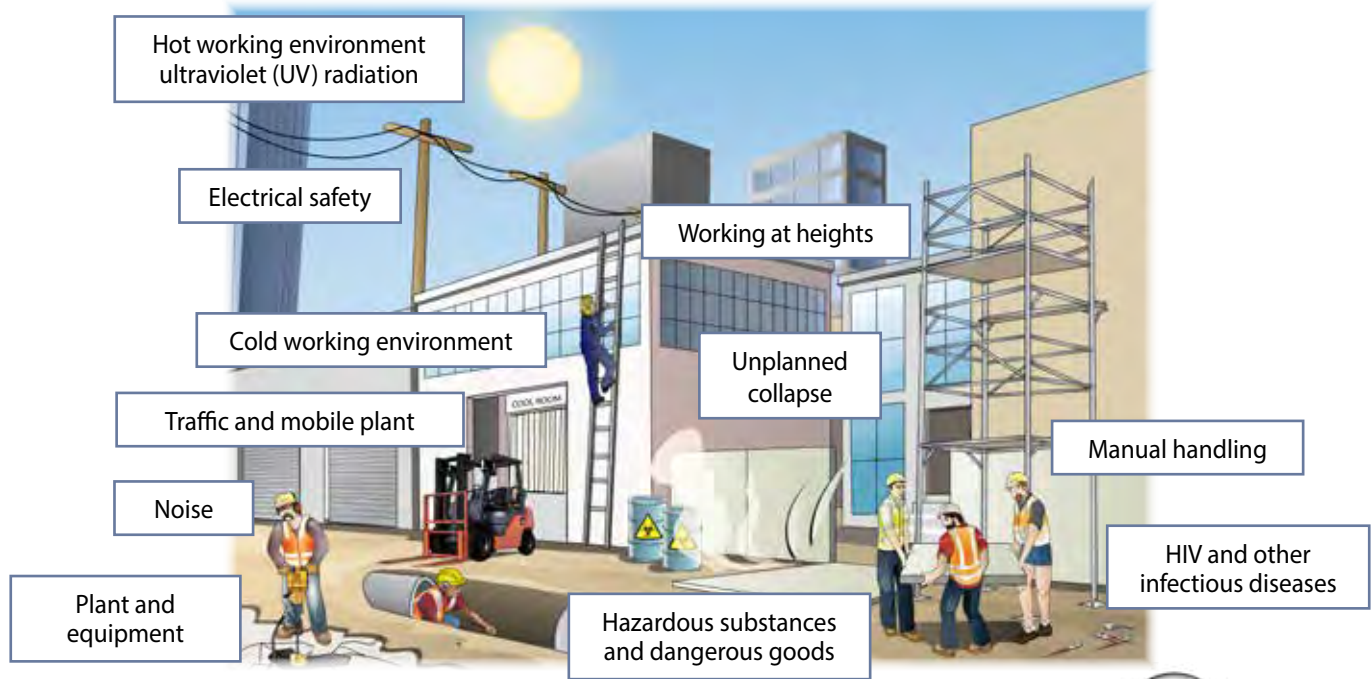 Hot working environment
ultraviolet (UV) radiation
Electrical safety
Working at heights
Cold working environment
Unplanned
collapse
COOL ROOM
Traffic and mobile plant
Manual handling
Noise
HIV and other
infectious diseases
Plant and
equipment
Hazardous substances
and dangerous goods